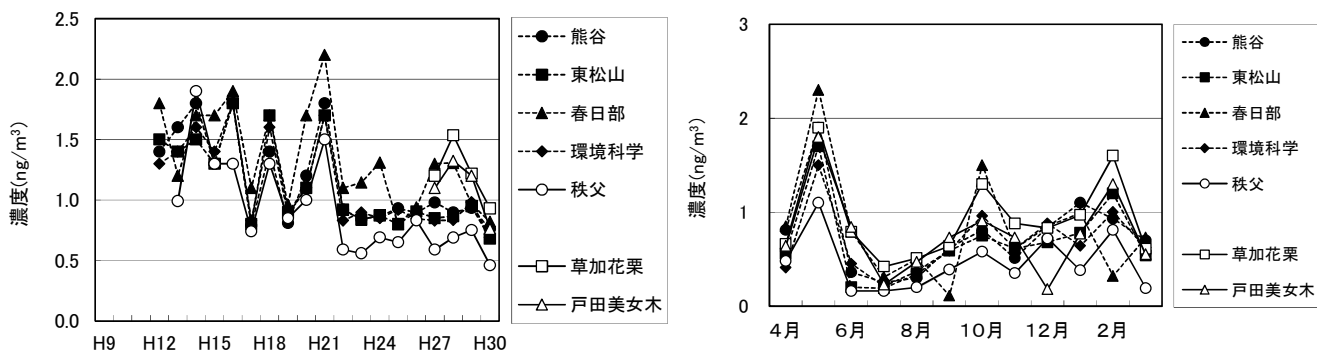 濃度(ng/m³)
2.5
2.0
1.5
1.0
0.5
0.0
H9 H12 H15 H18 H21 H24 H27 H30
熊谷
東松山
春日部
環境科学
秩父
草加花栗
戸田美女木
濃度(ng/m³)
3
2
1
0
4月 6月 8月 10月 12月 2月
熊谷
東松山
春日部
環境科学
秩父
草加花栗
戸田美女木